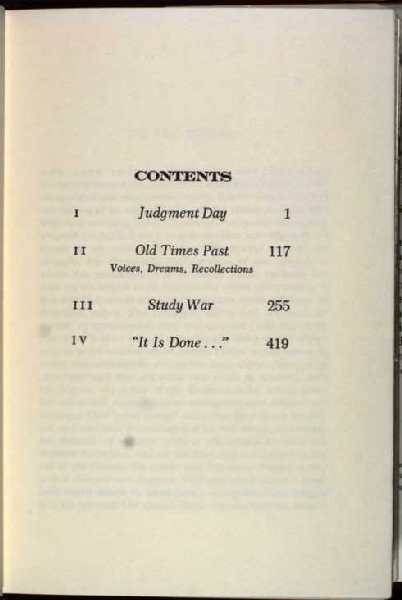 CONTENTS
I Judgment Day 1
II Old Times Past 117
Voices, Dreams, Recollections
III Study War 255
IV "It Is Done . . ." 419